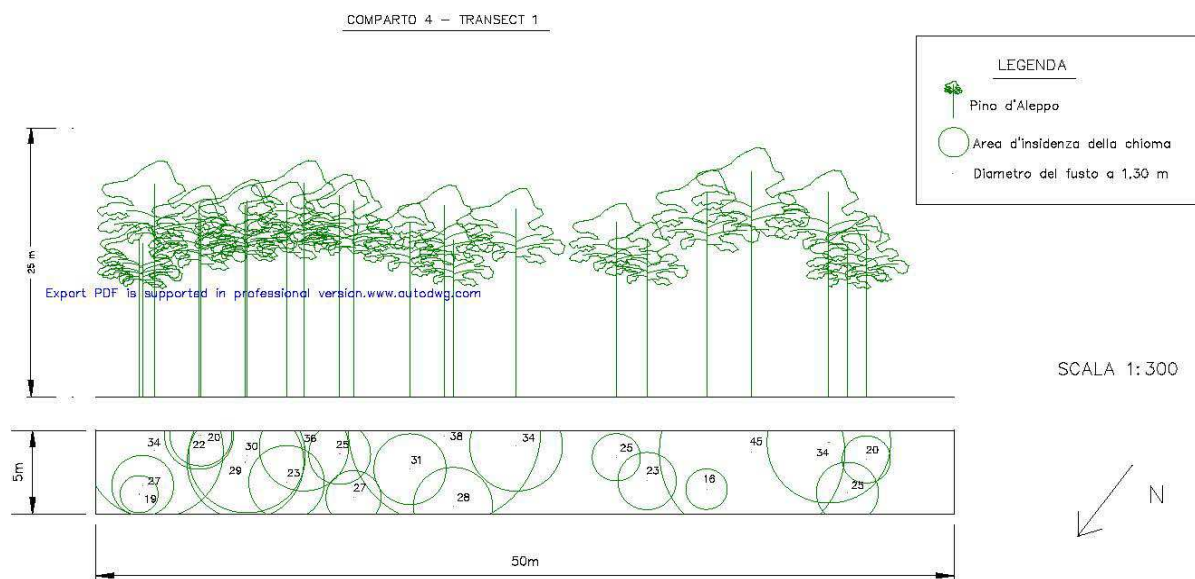 COMPARTO 4 - TRANSECT 1
LEGENDA
Pino d'Aleppo
Area d'insidenza della chioma
Diametro del fusto a 1,30 m
25 m
Export PDF is supported in professional version.www.autodwg.com
SCALA 1:300
5m
34
22
20
30
36
25
38
34
25
45
34
20
27
19
29
23
27
31
28
23
16
25
N
50m